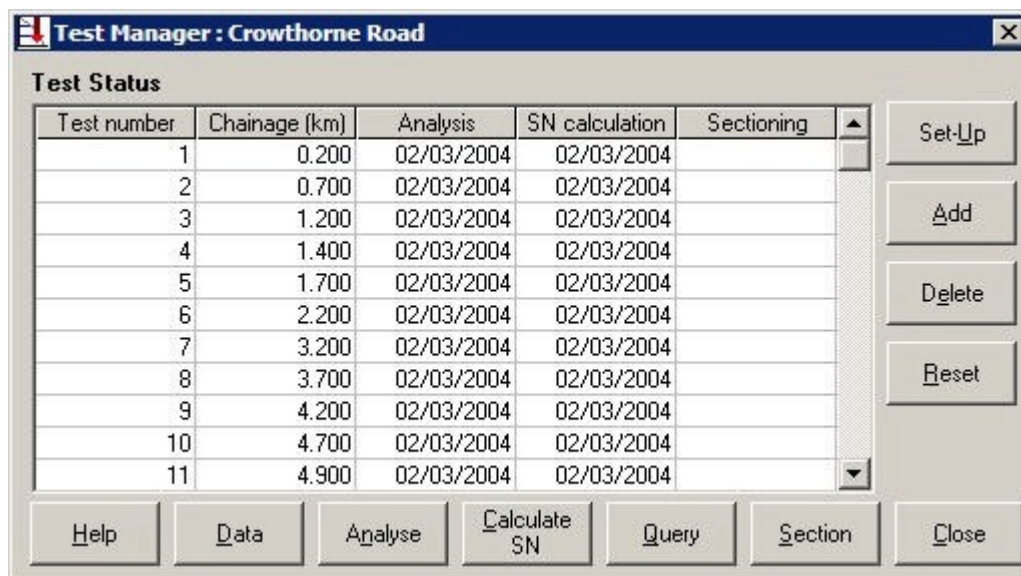 Test Manager : Crowthorne Road
Test Status
Test number Chainage (km) Analysis SN calculation Sectioning
1 0.200 02/03/2004 02/03/2004
2 0.700 02/03/2004 02/03/2004
3 1.200 02/03/2004 02/03/2004
4 1.400 02/03/2004 02/03/2004
5 1.700 02/03/2004 02/03/2004
6 2.200 02/03/2004 02/03/2004
7 3.200 02/03/2004 02/03/2004
8 3.700 02/03/2004 02/03/2004
9 4.200 02/03/2004 02/03/2004
10 4.700 02/03/2004 02/03/2004
11 4.900 02/03/2004 02/03/2004
Set-Up
Add
Delete
Reset
Help Data Analyse Calculate SN Query Section Close